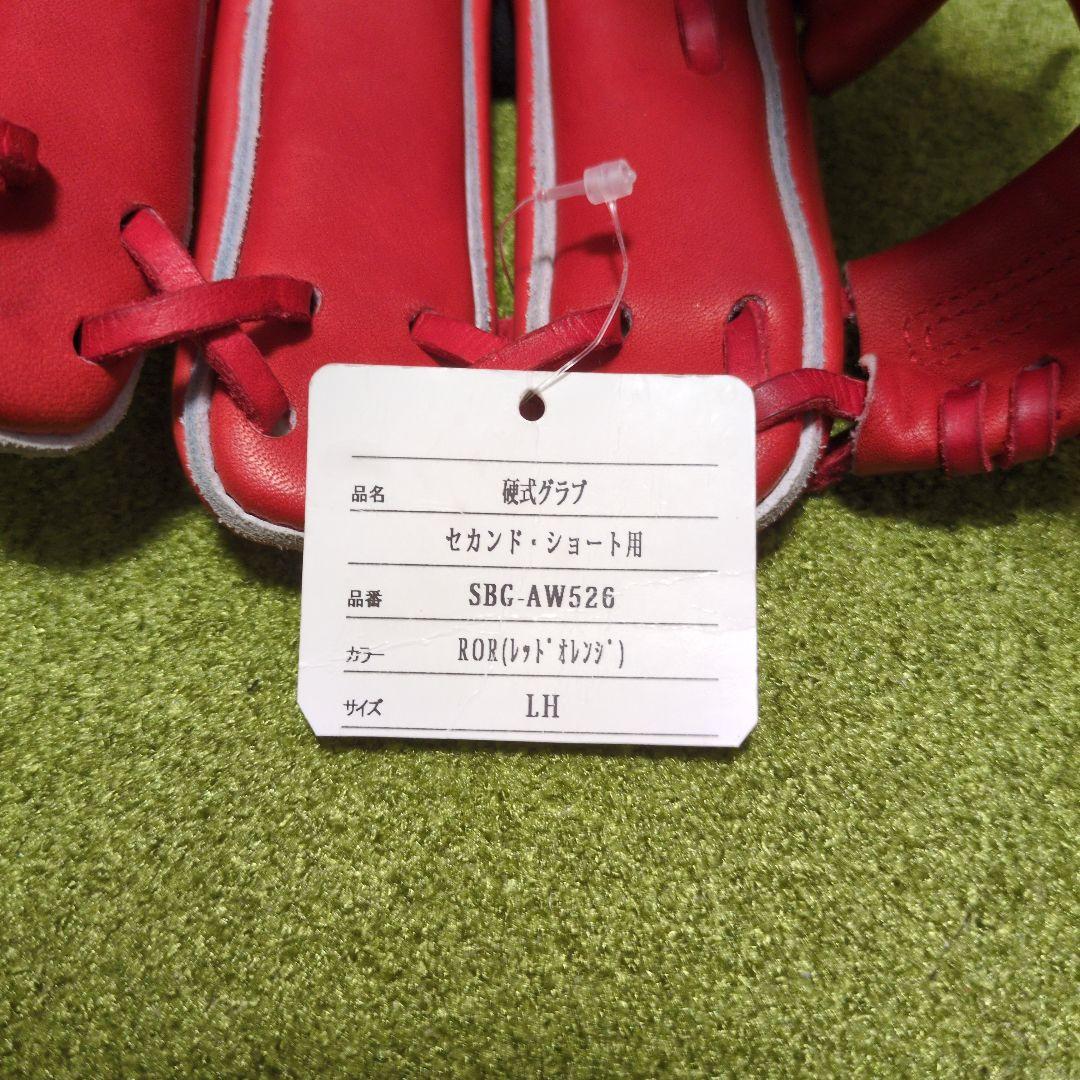 品名 硬式グラブ
セカンド・ショート用
品番 SBG-AW526
カラー ROR(ﾚｯﾄﾞｵﾚﾝｼﾞ)
サイズ LH